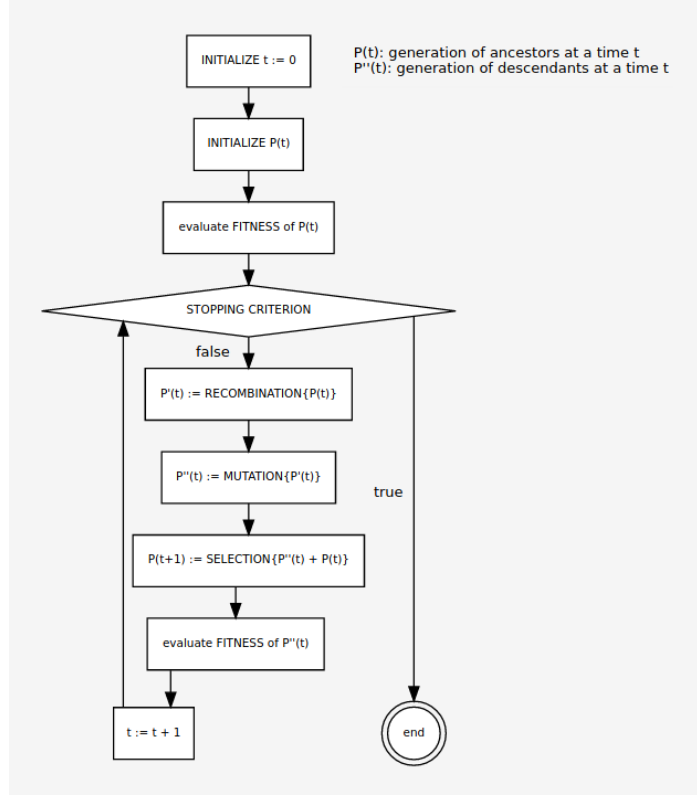 INITIALIZE t := 0
P(t): generation of ancestors at a time t
P''(t): generation of descendants at a time t
INITIALIZE P(t)
evaluate FITNESS of P(t)
STOPPING CRITERION
false
P'(t) := RECOMBINATION{P(t)}
P''(t) := MUTATION{P'(t)}
true
P(t+1) := SELECTION{P''(t) + P(t)}
evaluate FITNESS of P''(t)
t := t + 1
end